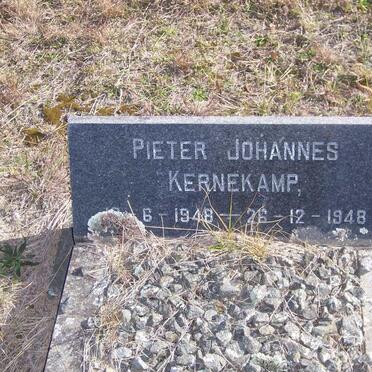 PIETER JOHANNES
KERNEKAMP,
6-1948 - 26-12-1948